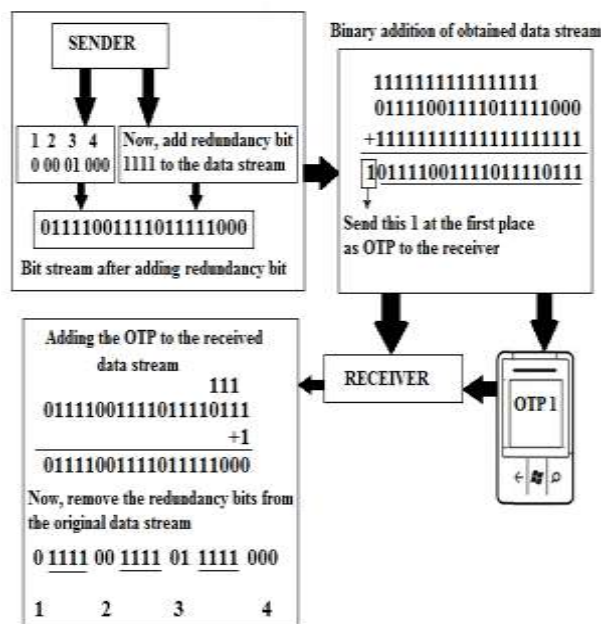 SENDER
1 2 3 4
0 00 01 000
Now, add redundancy bit
1111 to the data stream
01111001111011111000
Bit stream after adding redundancy bit
Binary addition of obtained data stream
1111111111111111
01111001111011111000
+11111111111111111111
101111001111011110111
Send this 1 at the first place
as OTP to the receiver
RECEIVER
OTP 1
Adding the OTP to the received
data stream
111
01111001111011110111
+1
01111001111011111000
Now, remove the redundancy bits from
the original data stream
0 1111 00 1111 01 1111 000
1 2 3 4